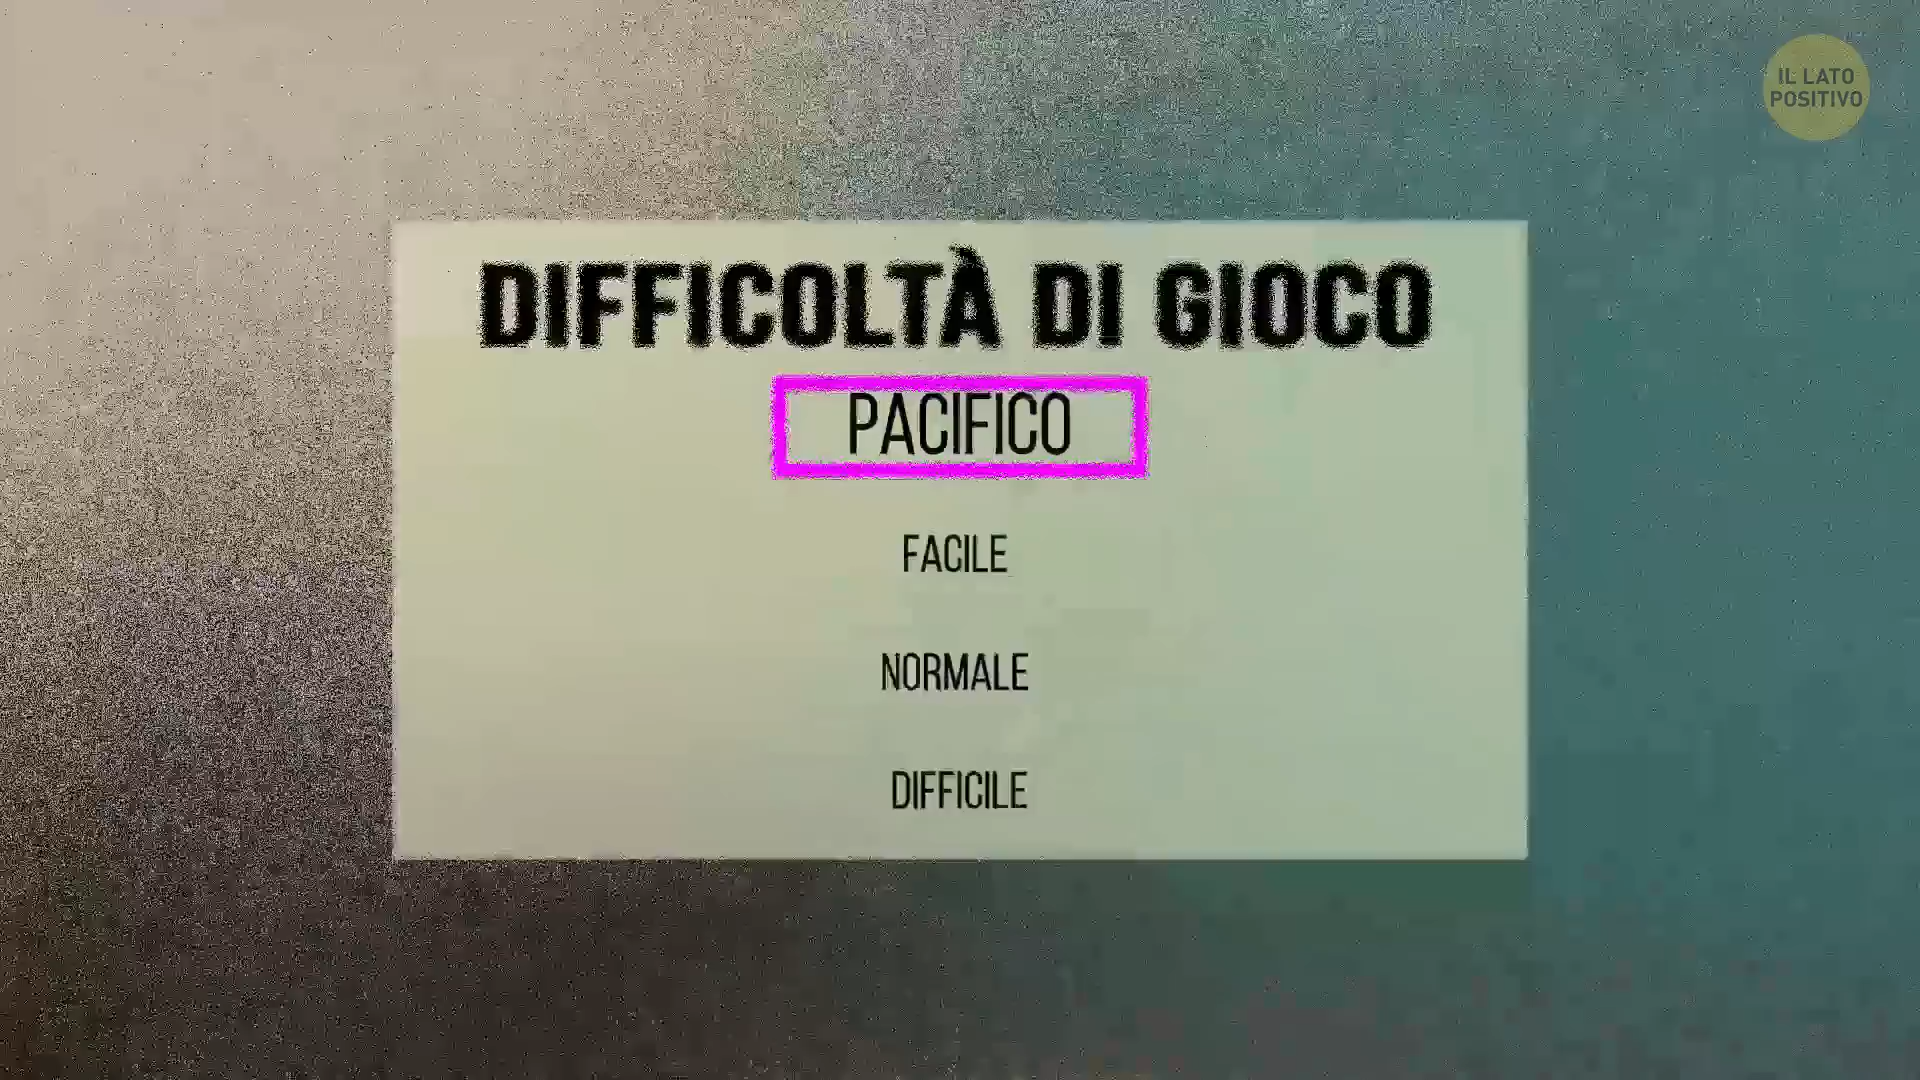 IL LATO
POSITIVO
DIFFICOLTÀ DI GIOCO
PACIFICO
FACILE
NORMALE
DIFFICILE